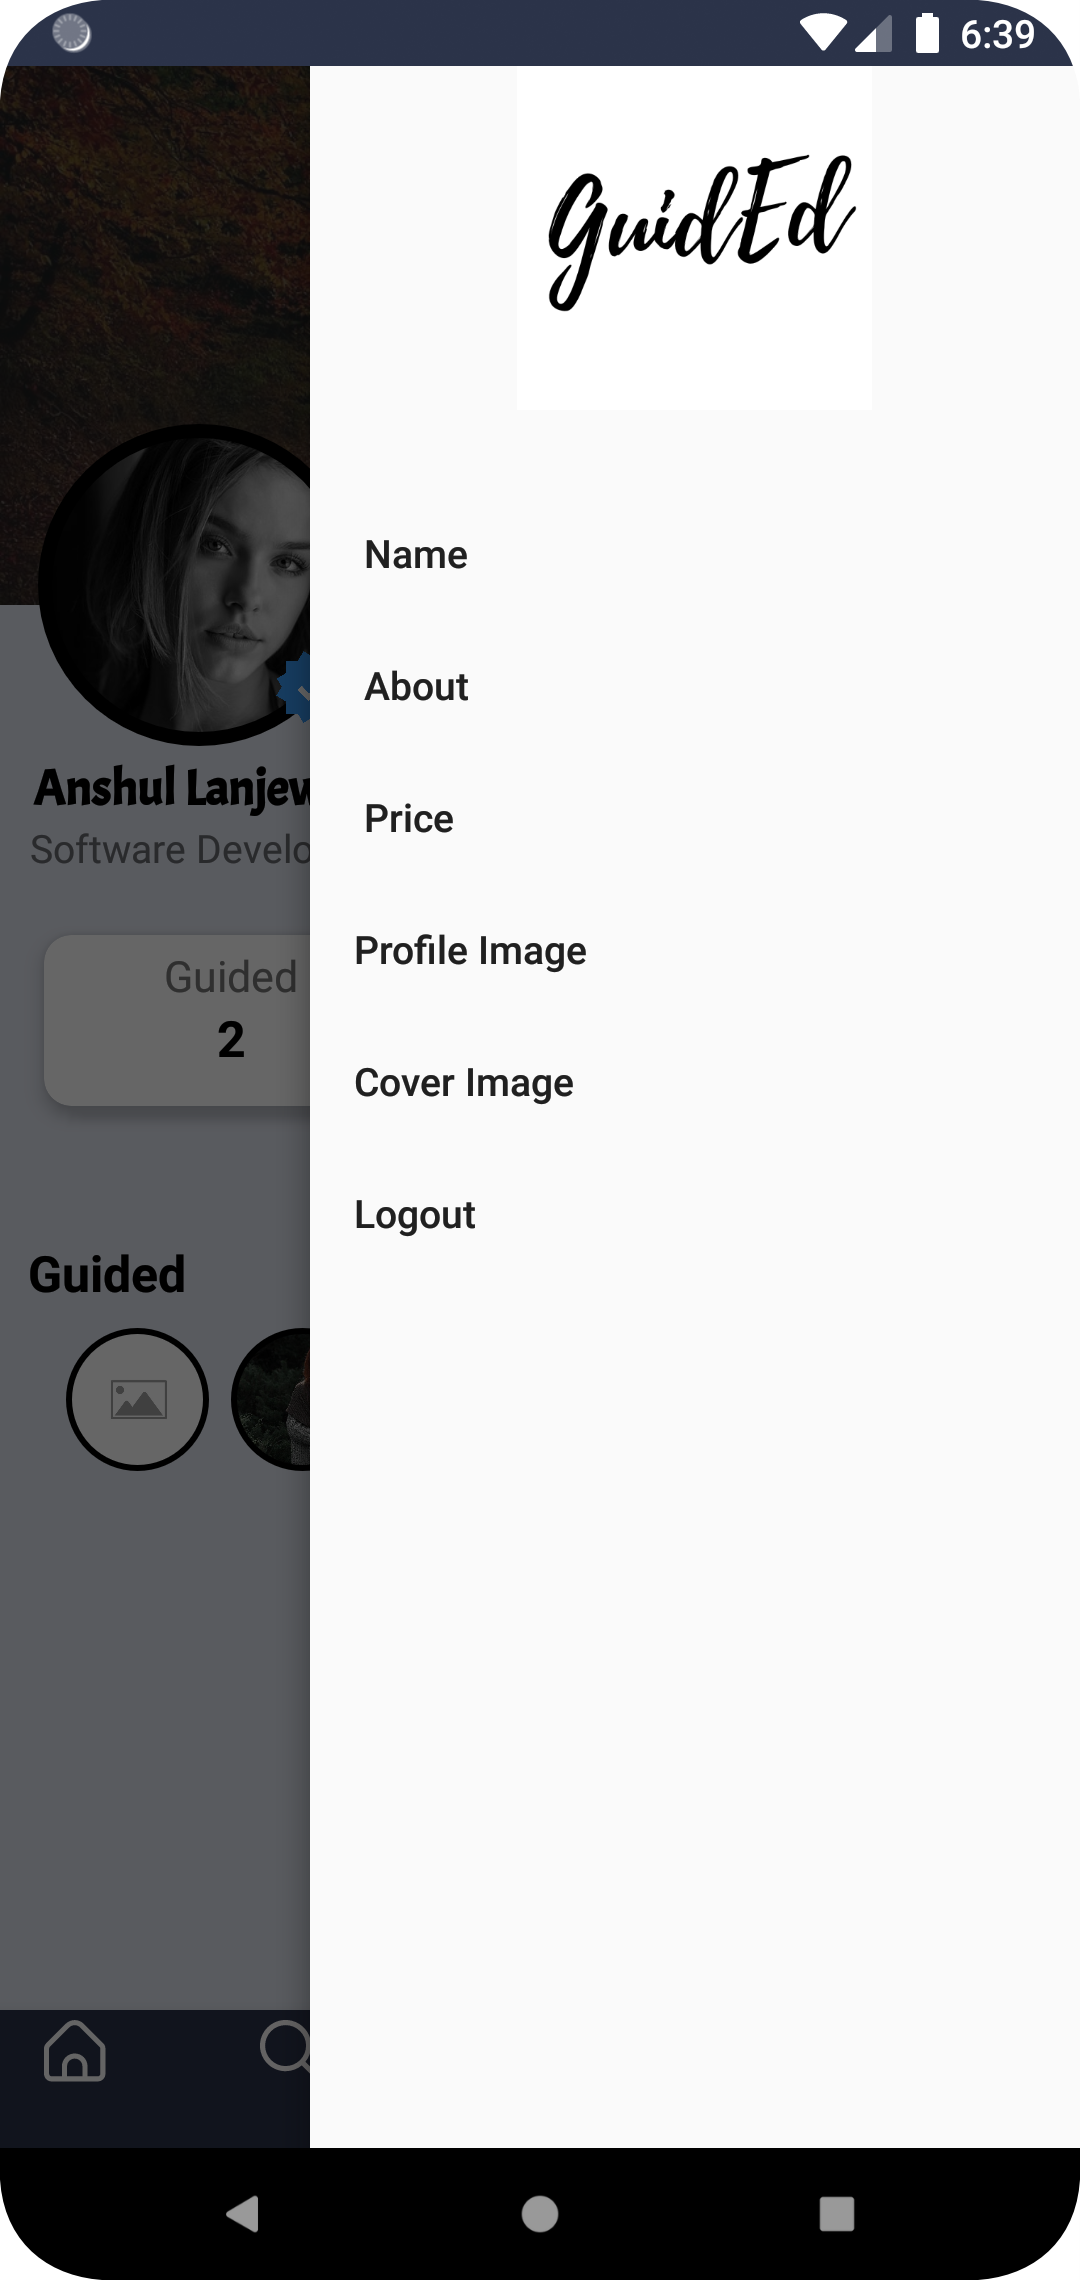 6:39
GuidEd
Name
About
Price
Profile Image
Cover Image
Logout
Anshul Lanjew
Software Develo
Guided
2
Guided